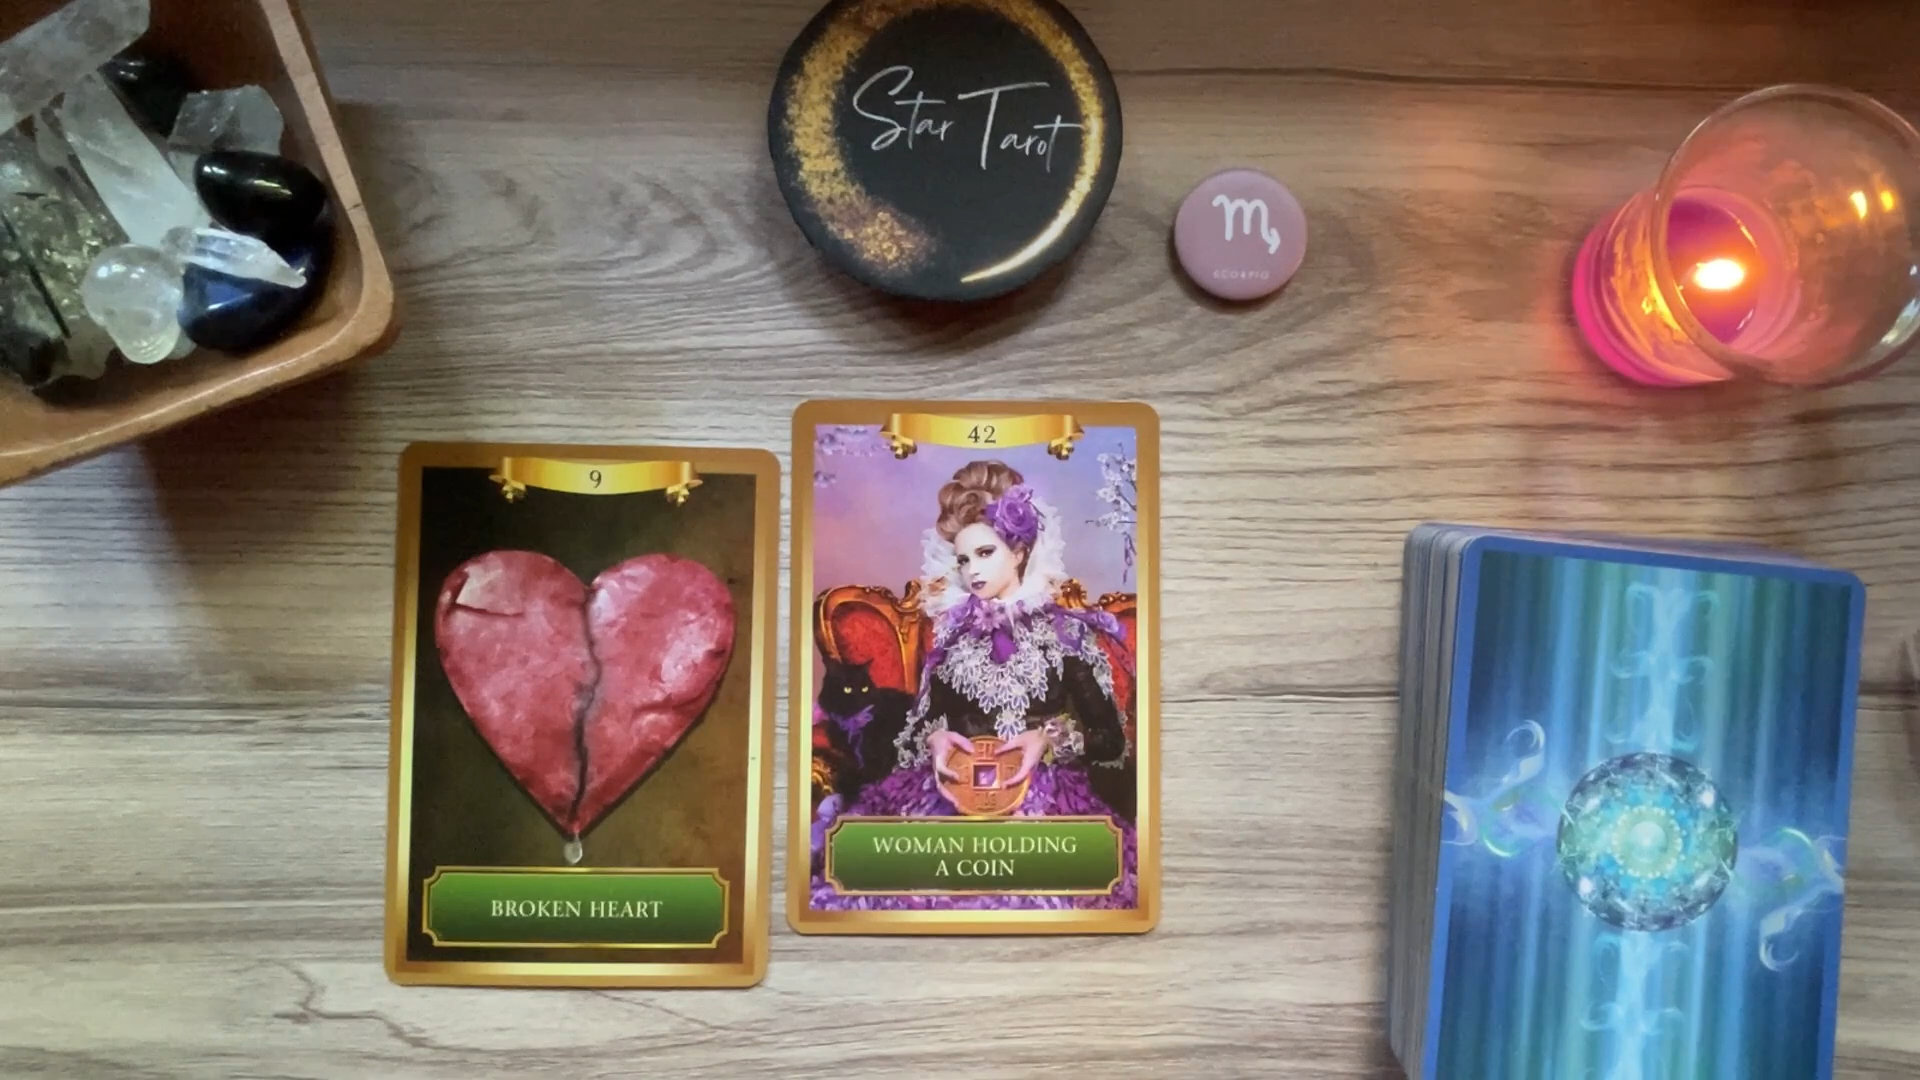 Star Tarot
SCORPIO
9
BROKEN HEART
42
WOMAN HOLDING
A COIN